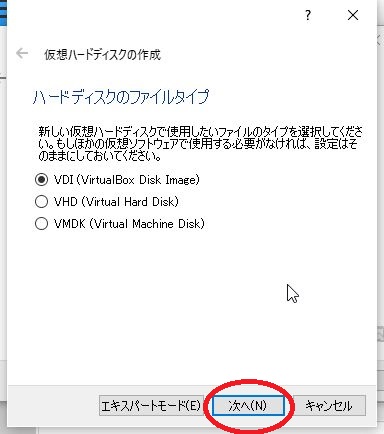 ?
仮想ハードディスクの作成
ハードディスクのファイルタイプ
新しい仮想ハードディスクで使用したいファイルのタイプを選択してくださ
い。もしほかの仮想ソフトウェアで使用する必要がなければ、設定はそ
のままにしておいてください。
VDI (VirtualBox Disk Image)
VHD (Virtual Hard Disk)
VMDK (Virtual Machine Disk)
エキスパートモード(E) 次へ(N) キャンセル